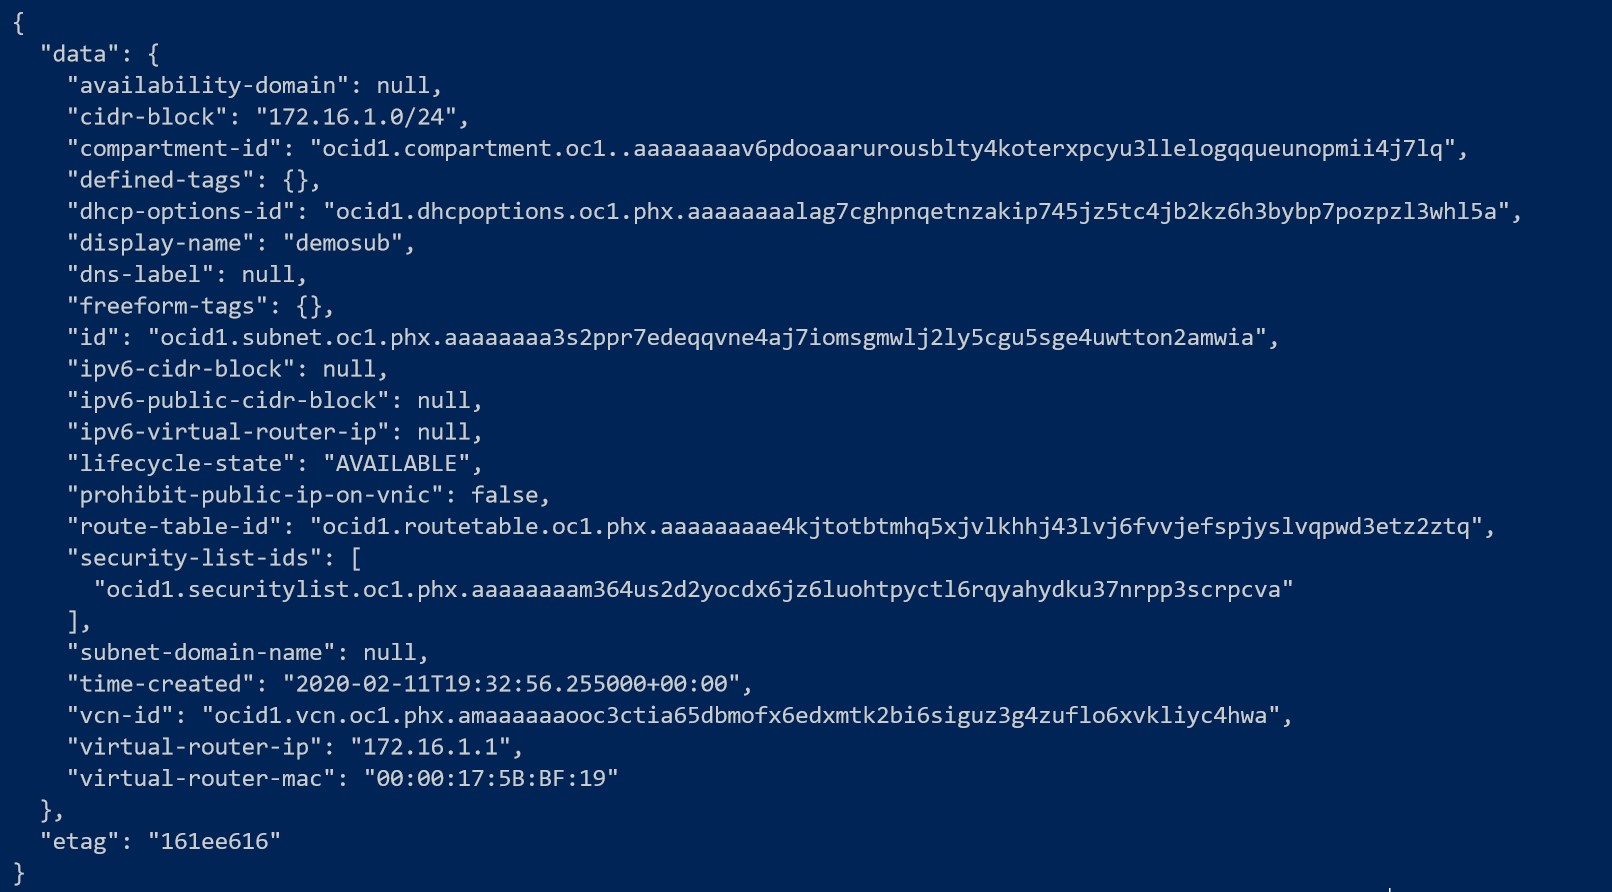 {
  "data": {
    "availability-domain": null,
    "cidr-block": "172.16.1.0/24",
    "compartment-id": "ocid1.compartment.oc1..aaaaaaaav6pdooaarurousblty4koterxpcyu3llelogqqueunopmii4j7lq",
    "defined-tags": {},
    "dhcp-options-id": "ocid1.dhcpoptions.oc1.phx.aaaaaaaalag7cghpnqetnzakip745jz5tc4jb2kz6h3bybp7pozpzl3whl5a",
    "display-name": "demosub",
    "dns-label": null,
    "freeform-tags": {},
    "id": "ocid1.subnet.oc1.phx.aaaaaaaa3s2ppr7edeqqvne4aj7iomsgmwlj2ly5cgu5sge4uwtton2amwia",
    "ipv6-cidr-block": null,
    "ipv6-public-cidr-block": null,
    "ipv6-virtual-router-ip": null,
    "lifecycle-state": "AVAILABLE",
    "prohibit-public-ip-on-vnic": false,
    "route-table-id": "ocid1.routetable.oc1.phx.aaaaaaaae4kjtotbtmhq5xjvlkhhj43lvj6fvvjefspjyslvqpwd3etz2ztq",
    "security-list-ids": [
      "ocid1.securitylist.oc1.phx.aaaaaaaam364us2d2yocdx6jz6luohtpyctl6rqyahydku37nrpp3scrpcva"
    ],
    "subnet-domain-name": null,
    "time-created": "2020-02-11T19:32:56.255000+00:00",
    "vcn-id": "ocid1.vcn.oc1.phx.amaaaaaaooc3ctia65dbmofx6edxmtk2bi6siguz3g4zuflo6xvkliyc4hwa",
    "virtual-router-ip": "172.16.1.1",
    "virtual-router-mac": "00:00:17:5B:BF:19"
  },
  "etag": "161ee616"
}